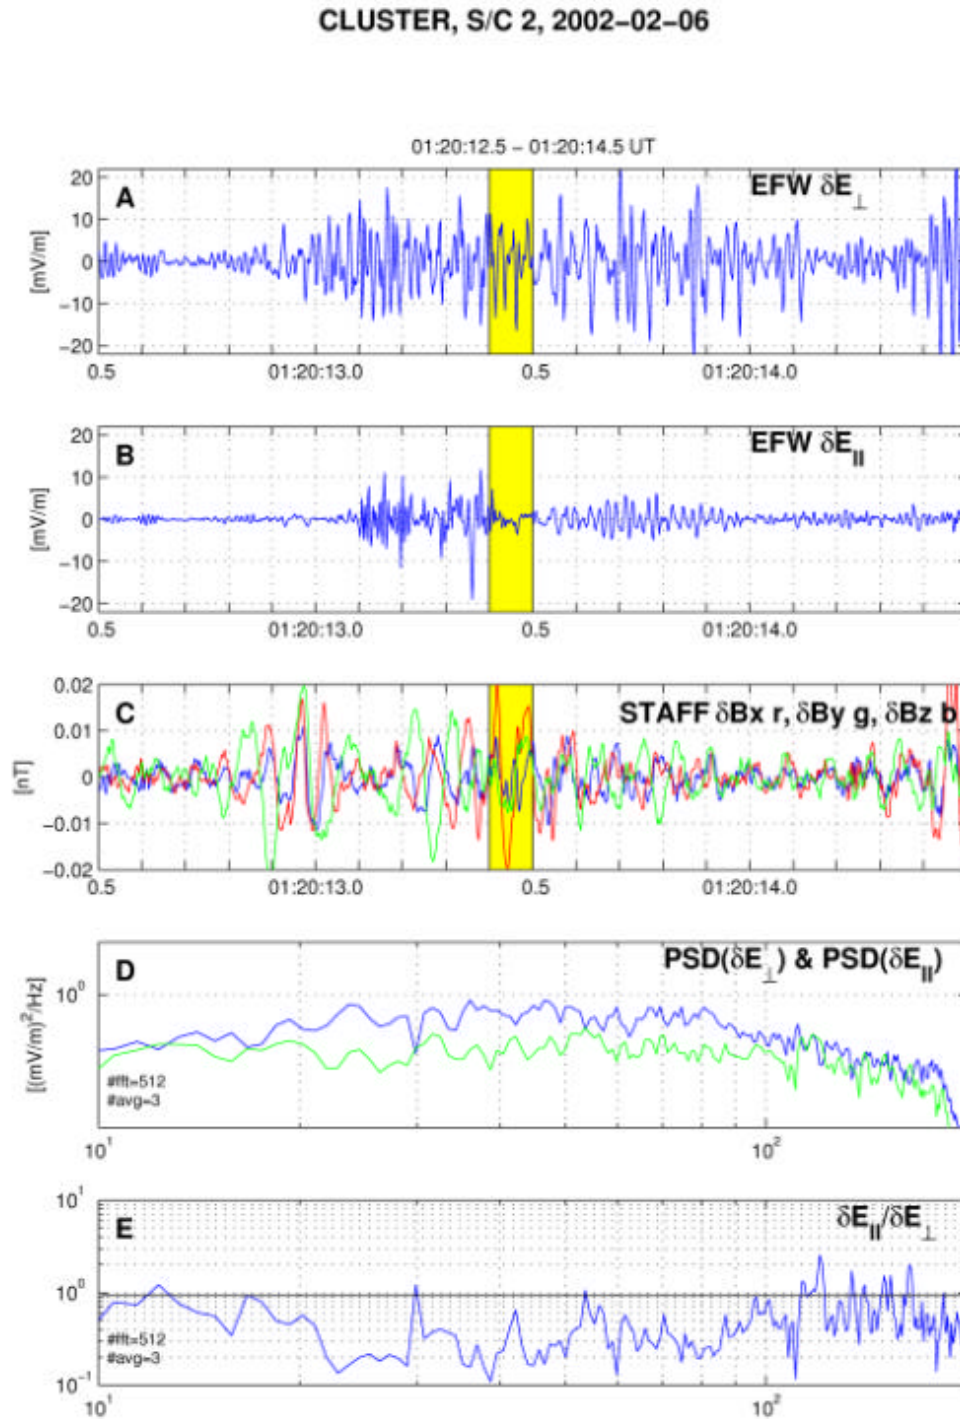 CLUSTER, S/C 2, 2002−02−06
01:20:12.5 − 01:20:14.5 UT
A
EFW δE⊥
[mV/m]
20
10
0
−10
−20
0.5 01:20:13.0 0.5 01:20:14.0
B
EFW δE||
[mV/m]
20
10
0
−10
−20
0.5 01:20:13.0 0.5 01:20:14.0
C
STAFF δBx r, δBy g, δBz b
[nT]
0.02
0.01
0
−0.01
−0.02
0.5 01:20:13.0 0.5 01:20:14.0
D
PSD(δE⊥) & PSD(δE||)
[(mV/m)²/Hz]
10⁰
#fft=512
#avg=3
10¹ 10²
E
δE||/δE⊥
10¹
10⁰
10⁻¹
#fft=512
#avg=3
10¹ 10²